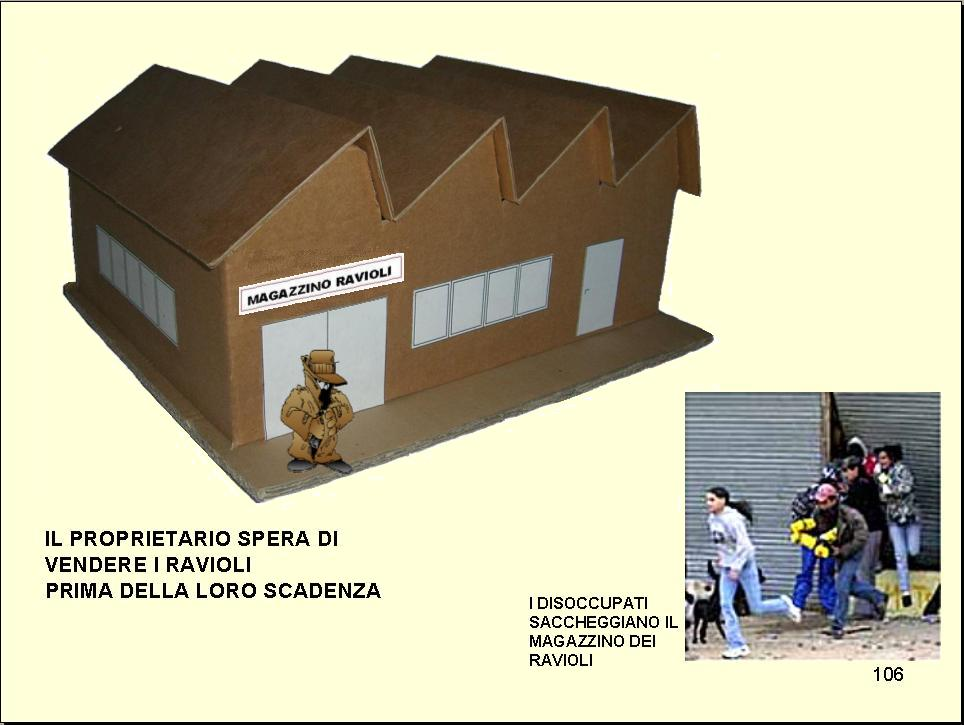 MAGAZZINO RAVIOLI
IL PROPRIETARIO SPERA DI
VENDERE I RAVIOLI
PRIMA DELLA LORO SCADENZA
I DISOCCUPATI
SACCHEGGIANO IL
MAGAZZINO DEI
RAVIOLI
106